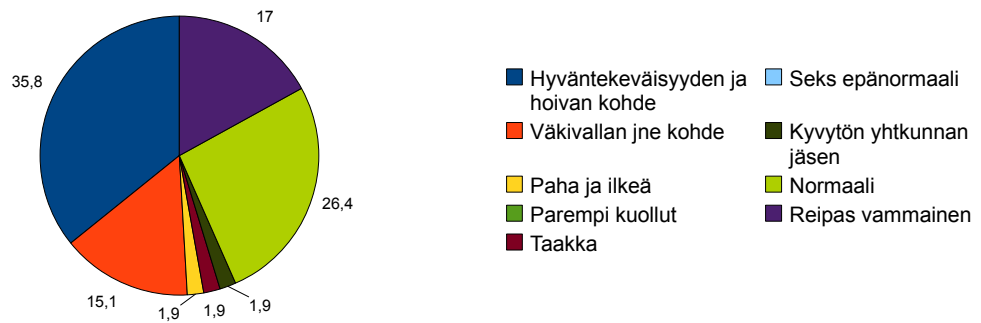 17
35,8
26,4
15,1
1,9
1,9
1,9
Hyväntekeväisyyden ja
hoivan kohde
Väkivallan jne kohde
Paha ja ilkeä
Parempi kuollut
Taakka
Seks epänormaali
Kyvytön yhtkunnan
jäsen
Normaali
Reipas vammainen